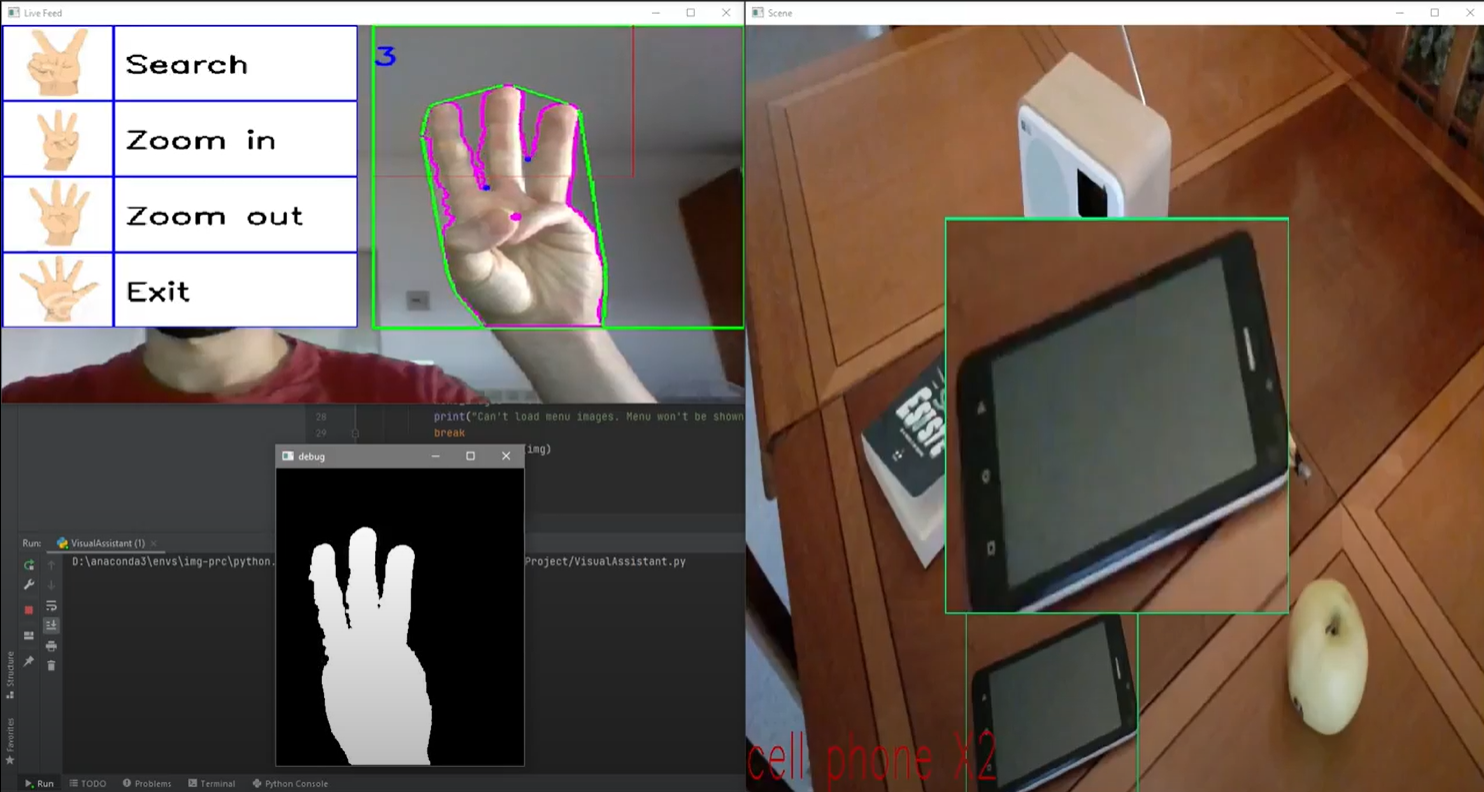 Live Feed
Search
3
Zoom in
Zoom out
Exit
28
print("Can't load menu images. Menu won't be shown
29
break
img)
debug
Run:
VisualAssistant (1)
D:\anaconda3\envs\img-prc\python.
Project/VisualAssistant.py
Structure
Favorites
Run
TODO
Problems
Terminal
Python Console
Scene
cell phone X2